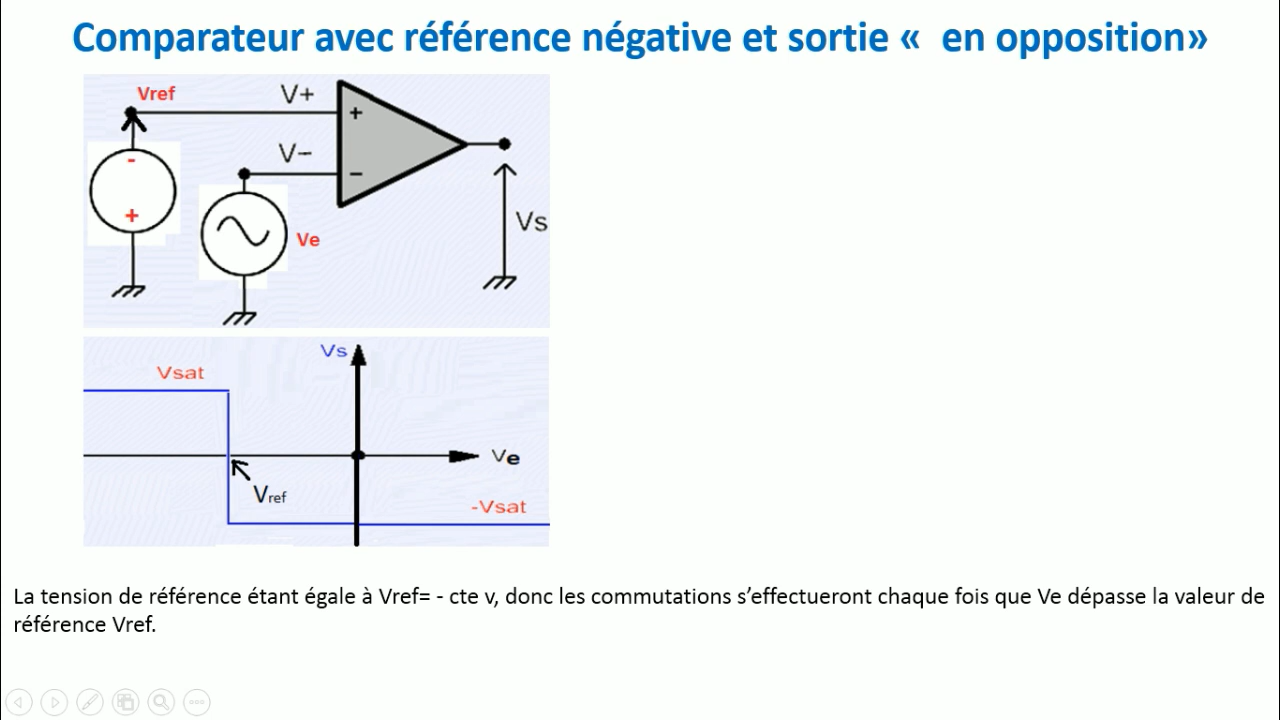 Comparateur avec référence négative et sortie «  en opposition»
Vref
V+
+
-
V−
−
+
Vs
Ve
Vs
Vsat
Ve
Vref
-Vsat
La tension de référence étant égale à Vref= - cte v, donc les commutations s’effectueront chaque fois que Ve dépasse la valeur de
référence Vref.